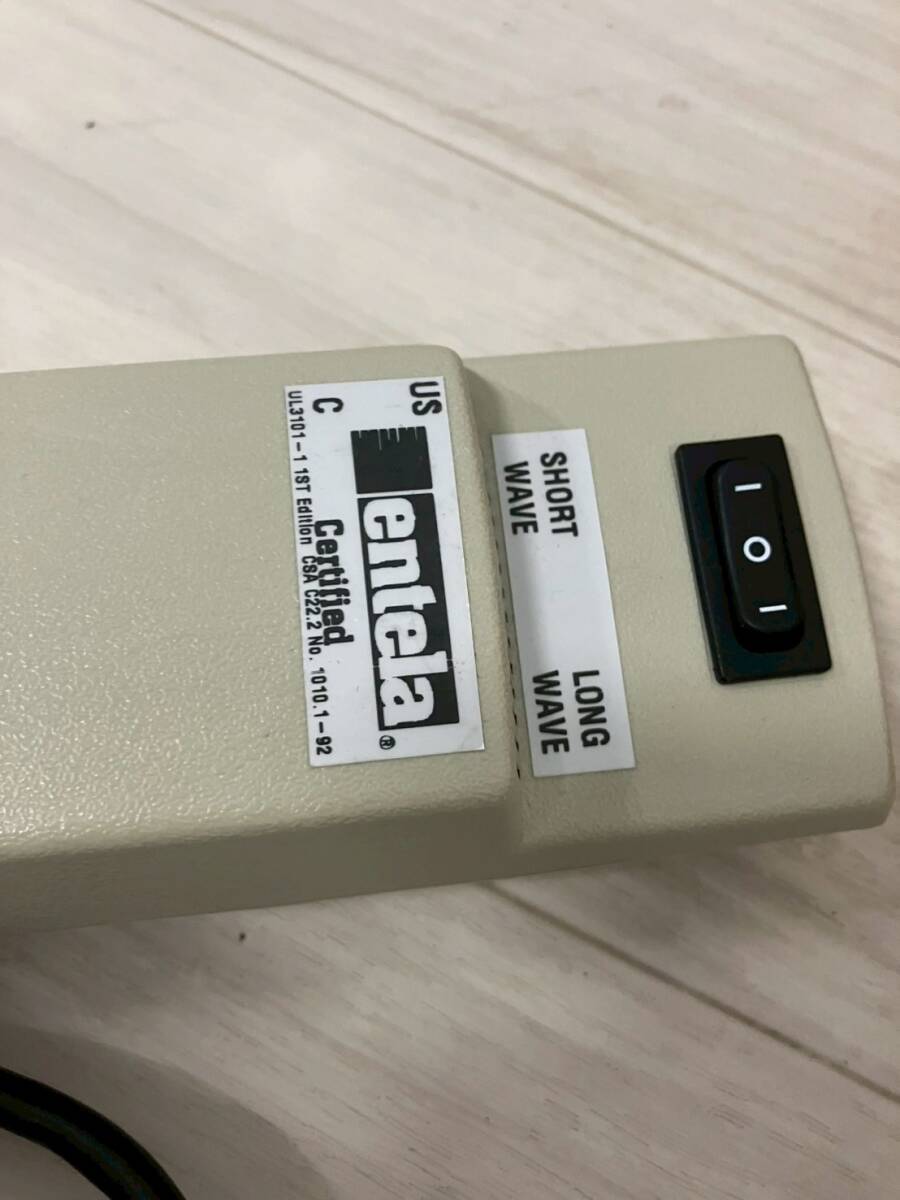 US
entela®
C
Certified
UL3101-1 1ST Edition CSA C22.2 No. 1010.1-92
SHORT
WAVE
LONG
WAVE
I
O
I